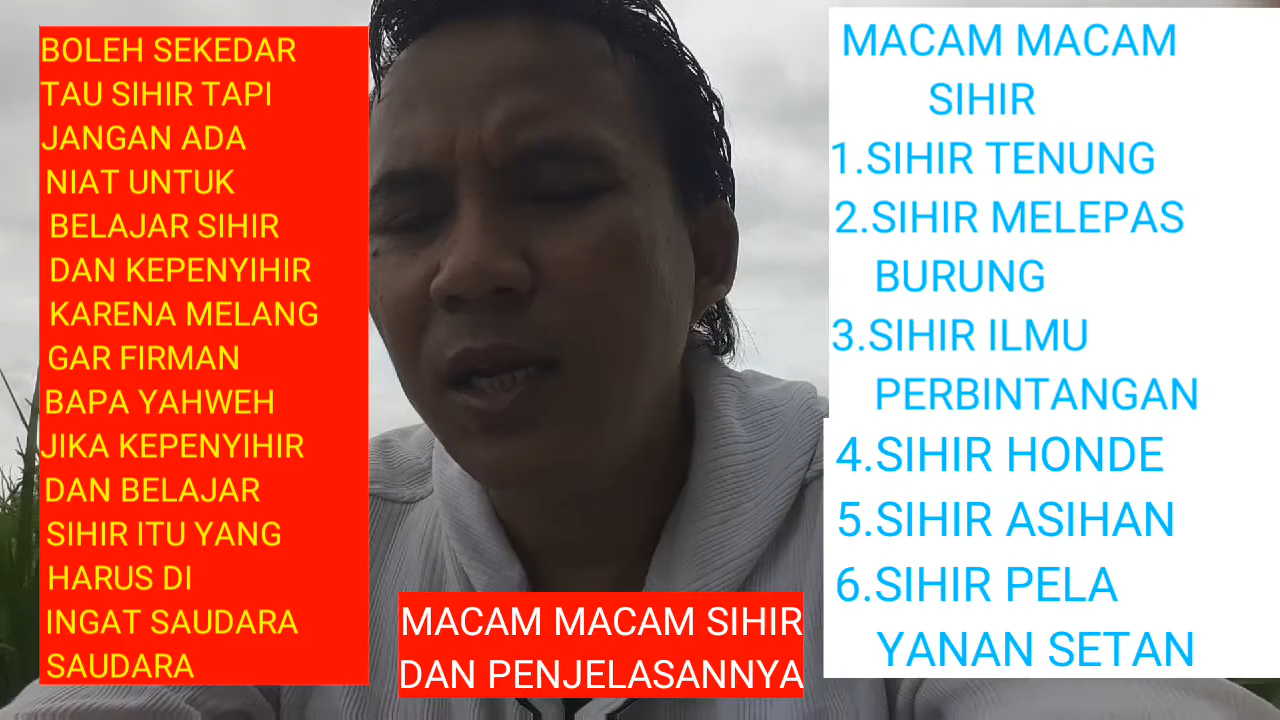 BOLEH SEKEDAR
TAU SIHIR TAPI
JANGAN ADA
NIAT UNTUK
BELAJAR SIHIR
DAN KEPENYIHIR
KARENA MELANG
GAR FIRMAN
BAPA YAHWEH
JIKA KEPENYIHIR
DAN BELAJAR
SIHIR ITU YANG
HARUS DI
INGAT SAUDARA
SAUDARA
MACAM MACAM SIHIR
DAN PENJELASANNYA
MACAM MACAM
SIHIR
1.SIHIR TENUNG
2.SIHIR MELEPAS
BURUNG
3.SIHIR ILMU
PERBINTANGAN
4.SIHIR HONDE
5.SIHIR ASIHAN
6.SIHIR PELA
YANAN SETAN